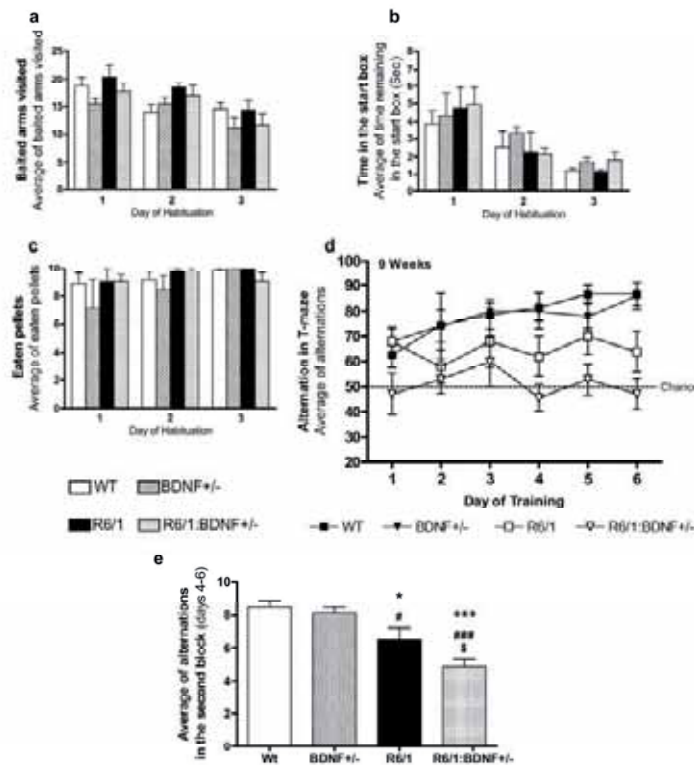 a
Baited arms visited
Average of baited arms visited
25
20
15
10
5
0
1 2 3
Day of Habituation
b
Time in the start box
Average of time remaining
in the start box (Sec)
8
7
6
5
4
3
2
1
0
1 2 3
Day of Habituation
c
Eaten pellets
Average of eaten pellets
10
8
6
4
2
0
1 2 3
Day of Habituation
WT BDNF+/-
R6/1 R6/1:BDNF+/-
d
9 Weeks
Alternation in T-maze
Average of alternations
100
90
80
70
60
50
40
30
20
1 2 3 4 5 6
Day of Training
WT BDNF+/- R6/1 R6/1:BDNF+/-
e
Average of alternations
in the second block (days 4-6)
10
8
6
4
2
0
*
#
***
###
$
Wt BDNF+/- R6/1 R6/1:BDNF+/-